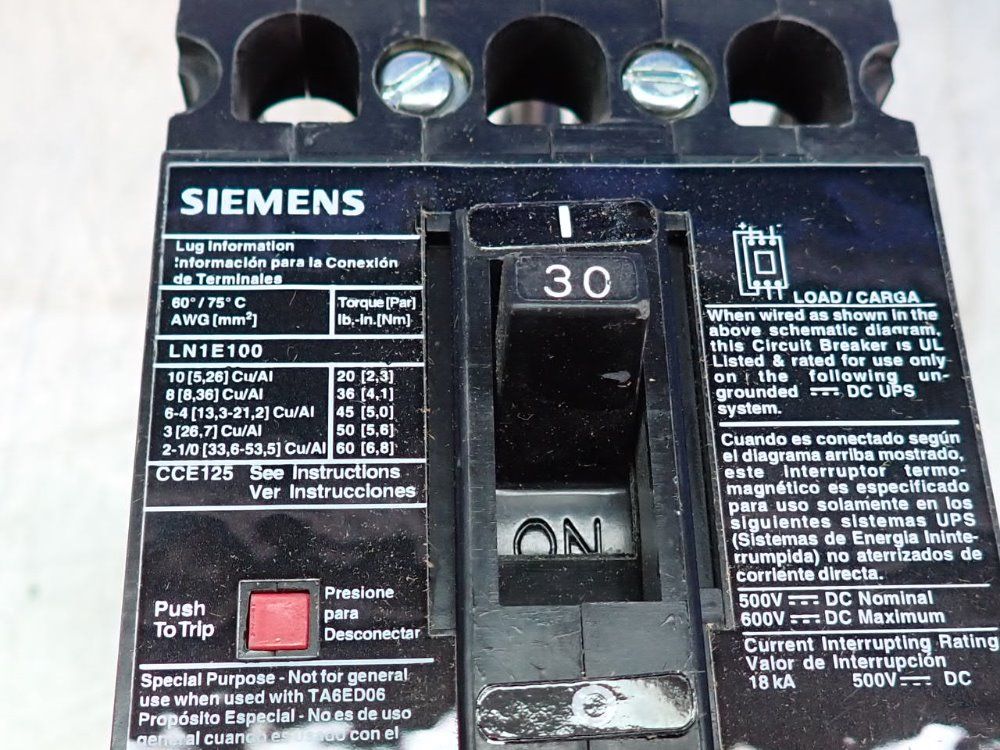 SIEMENS
Lug Information
Información para la Conexión
de Terminales
60°/75°C
AWG [mm²]
Torque [Par]
lb.-in.[Nm]
LN1E100
10 [5,26] Cu/Al 20 [2,3]
8 [8,36] Cu/Al 36 [4,1]
6-4 [13,3-21,2] Cu/Al 45 [5,0]
3 [26,7] Cu/Al 50 [5,6]
2-1/0 [33,6-53,5] Cu/Al 60 [6,8]
CCE125 See Instructions
Ver Instrucciones
Push
To Trip
Presione
para
Desconectar
Special Purpose - Not for general
use when used with TA6ED06
Propósito Especial - No es de uso
general cuando es usado con el
I
30
ON
O
+ -
LOAD / CARGA
When wired as shown in the
above schematic diagram,
this Circuit Breaker is UL
Listed & rated for use only
on the following un-
grounded ⎓ DC UPS
system.
Cuando es conectado según
el diagrama arriba mostrado,
este Interruptor termo-
magnético es especificado
para uso solamente en los
siguientes sistemas UPS
(Sistemas de Energia Ininte-
rrumpida) no aterrizados de
corriente directa.
500V ⎓ DC Nominal
600V ⎓ DC Maximum
Current Interrupting Rating
Valor de Interrupción
18 kA 500V ⎓ DC